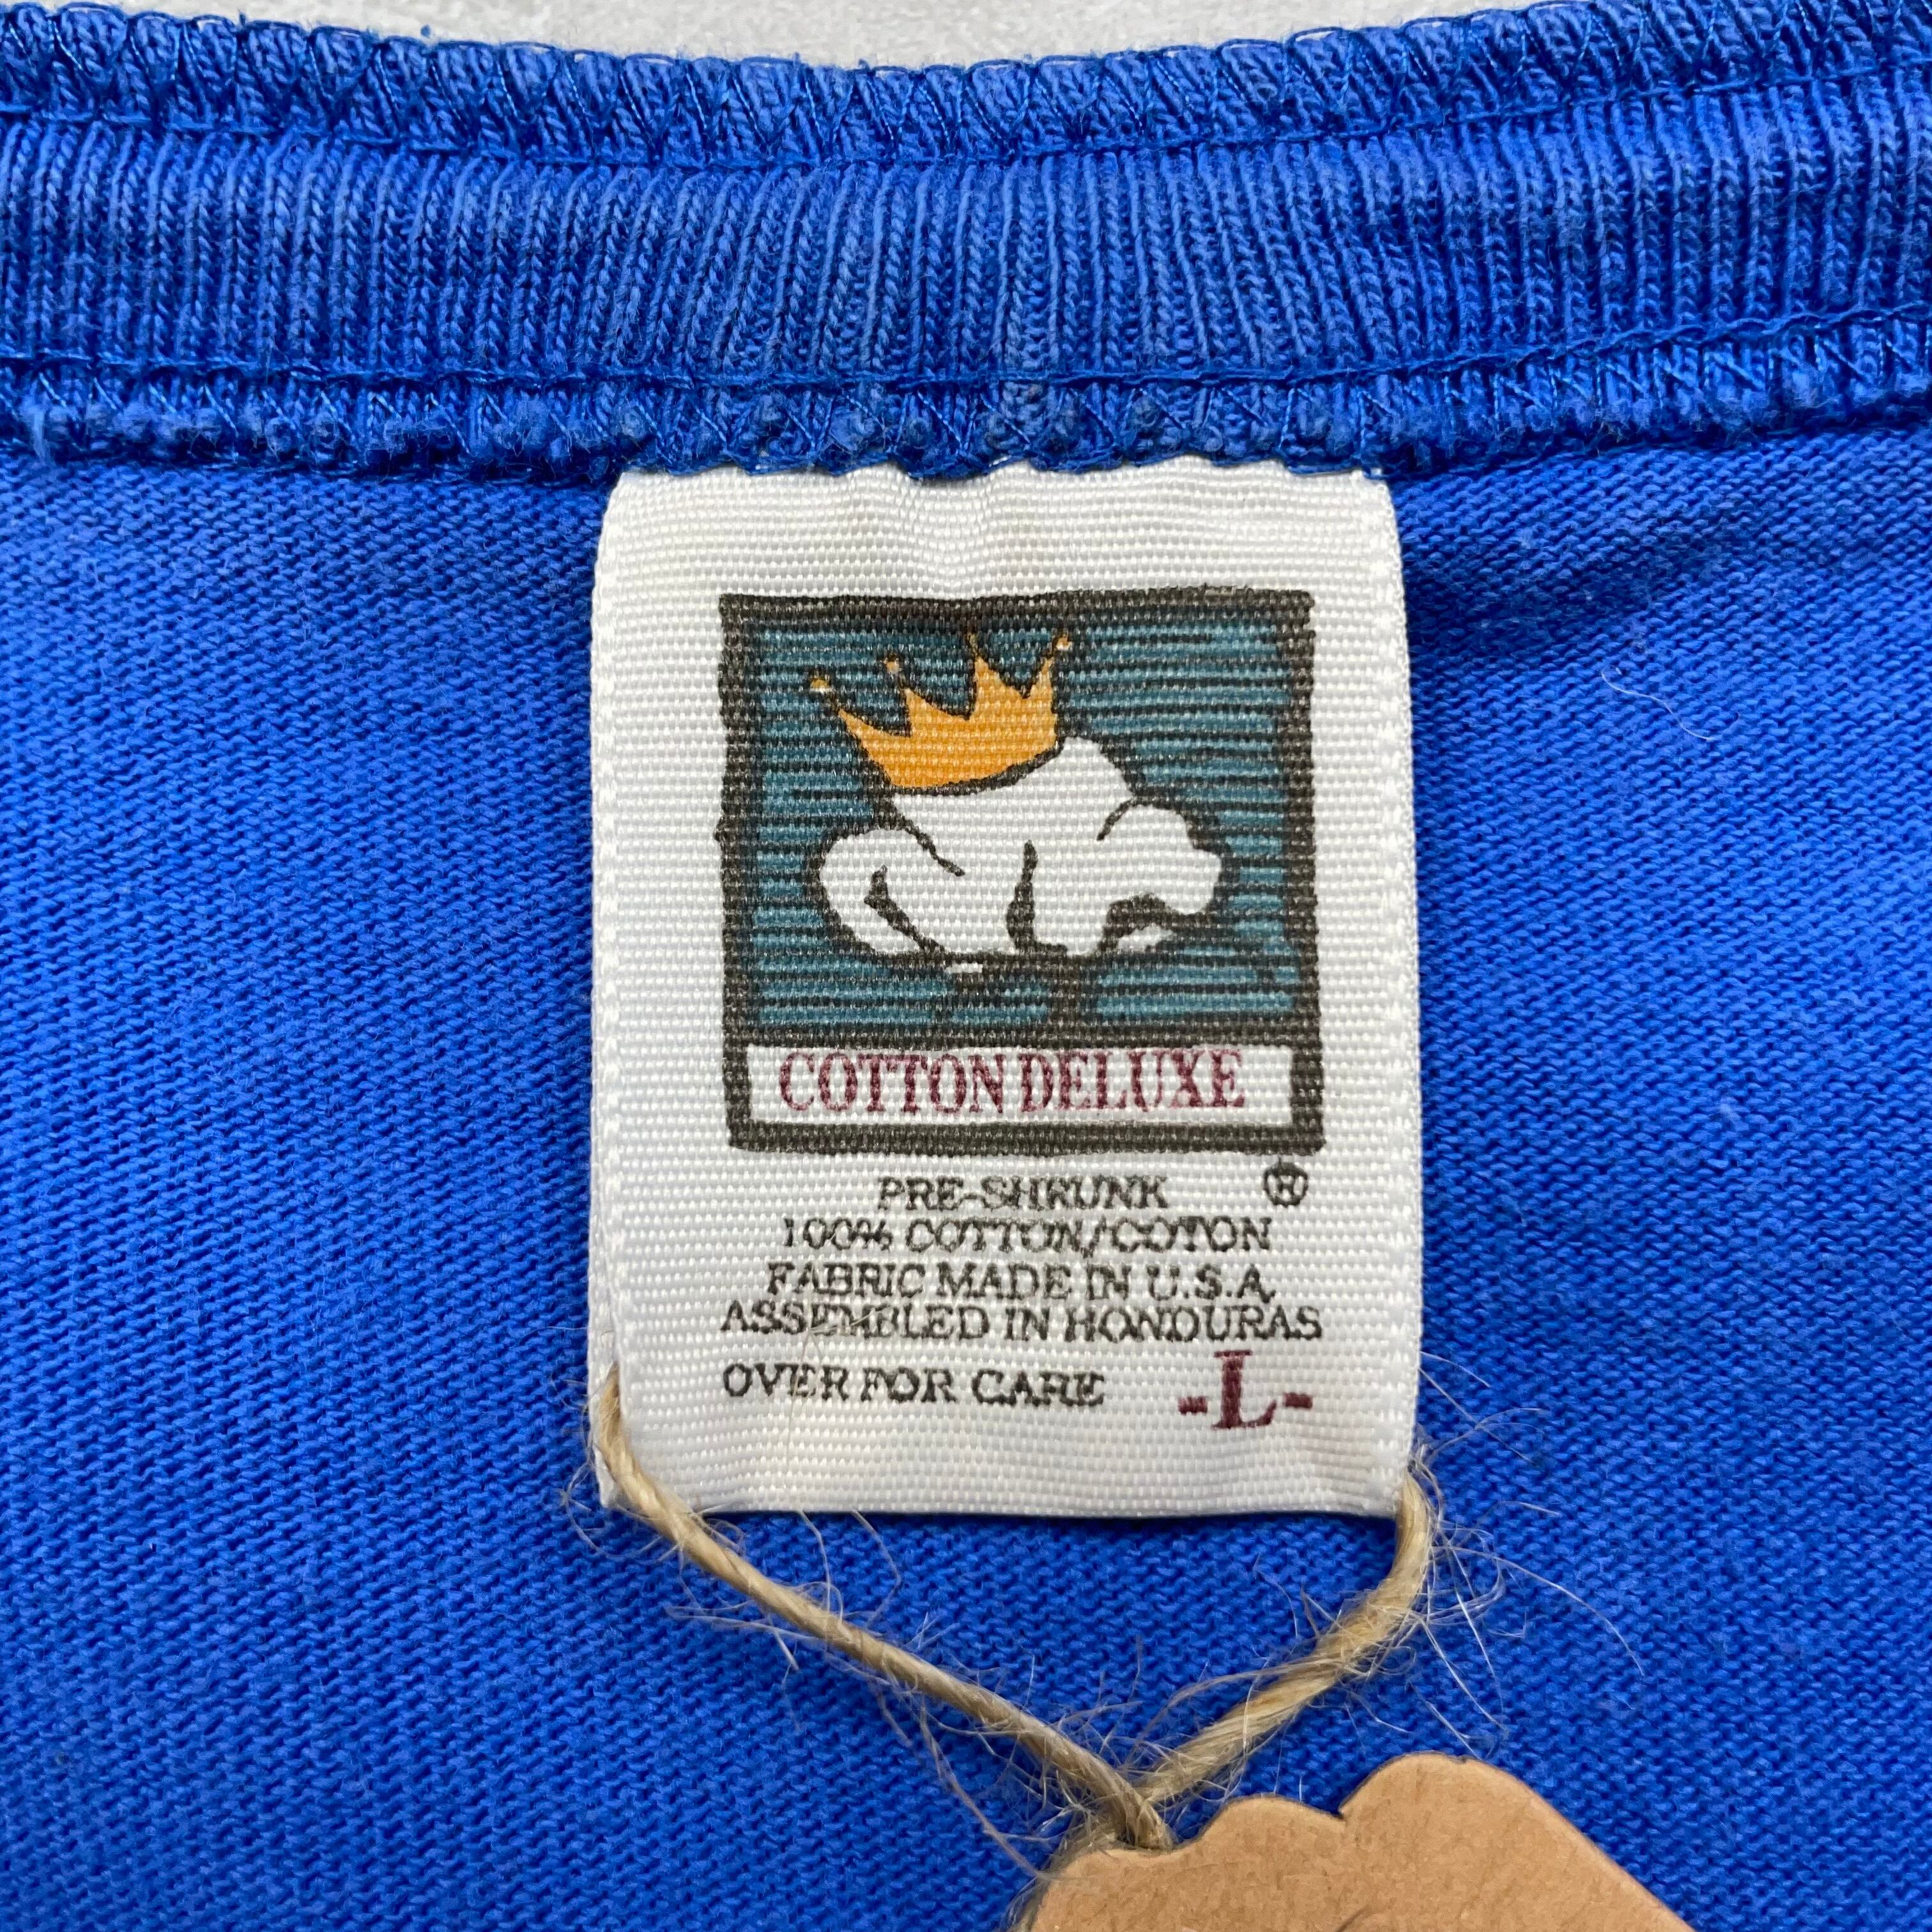 COTTON DELUXE
®
PRE-SHRUNK
100% COTTON/COTON
FABRIC MADE IN U.S.A.
ASSEMBLED IN HONDURAS
OVER FOR CARE -L-